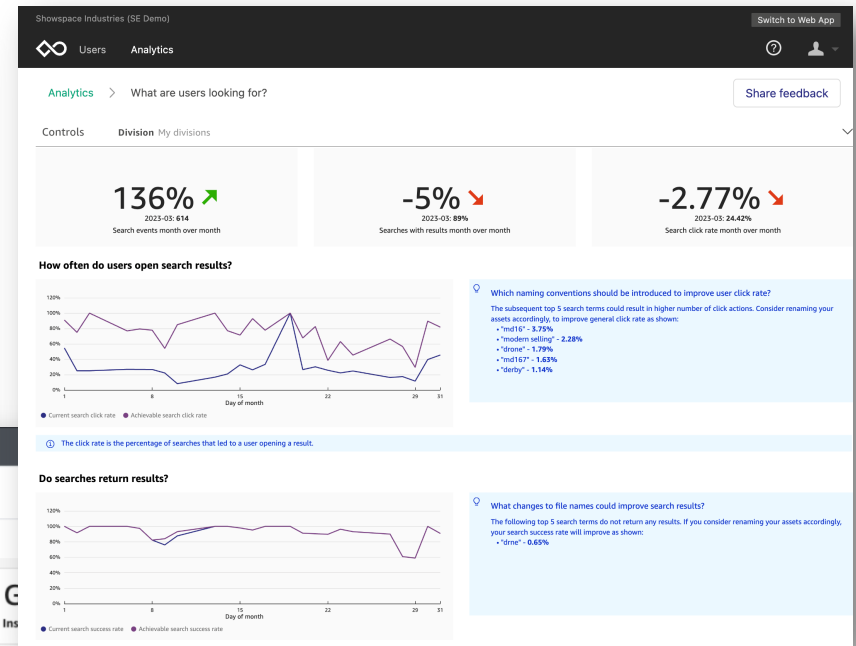 Showspace Industries (SE Demo)
Switch to Web App
Users Analytics
Analytics > What are users looking for?
Share feedback
Controls Division My divisions
136%
2023-03: 614
Search events month over month
-5%
2023-03: 89%
Searches with results month over month
-2.77%
2023-03: 24.42%
Search click rate month over month
How often do users open search results?
120%
100%
80%
60%
40%
20%
0%
1 8 15 22 29 31
Day of month
Current search click rate Achievable search click rate
Which naming conventions should be introduced to improve user click rate?
The subsequent top 5 search terms could result in higher number of click actions. Consider renaming your
assets accordingly, to improve general click rate as shown:
• "md16" - 3.75%
• "modern selling" - 2.28%
• "drone" - 1.79%
• "md167" - 1.63%
• "derby" - 1.14%
The click rate is the percentage of searches that led to a user opening a result.
Do searches return results?
120%
100%
80%
60%
40%
20%
0%
1 8 15 22 29 31
Day of month
Current search success rate Achievable search success rate
What changes to file names could improve search results?
The following top 5 search terms do not return any results. If you consider renaming your assets accordingly,
your search success rate will improve as shown:
• "drne" - 0.65%
Ins